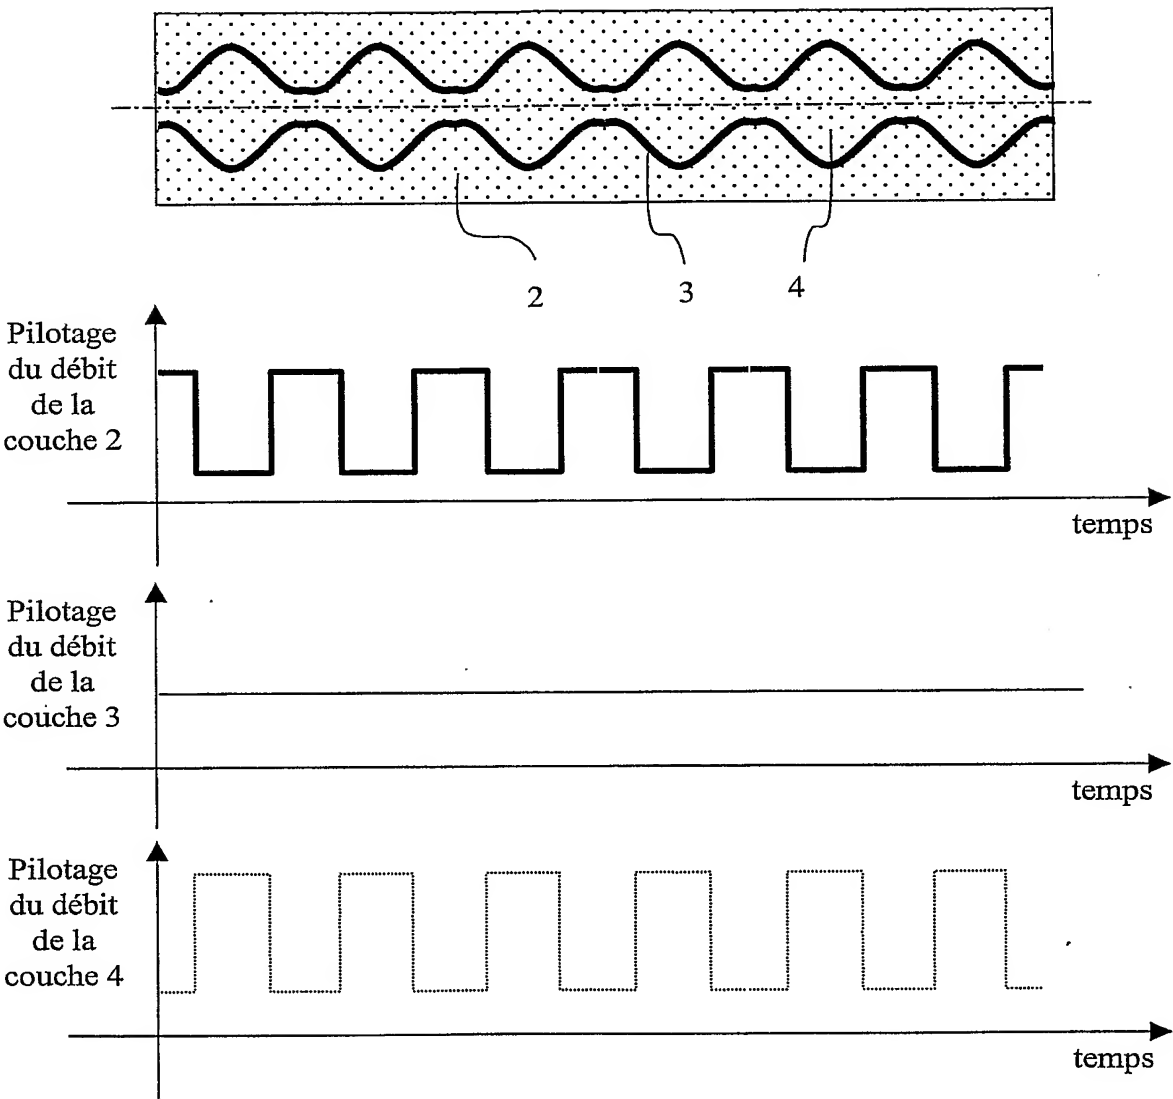 2
3
4
Pilotage
du débit
de la
couche 2
temps
Pilotage
du débit
de la
couche 3
temps
Pilotage
du débit
de la
couche 4
temps